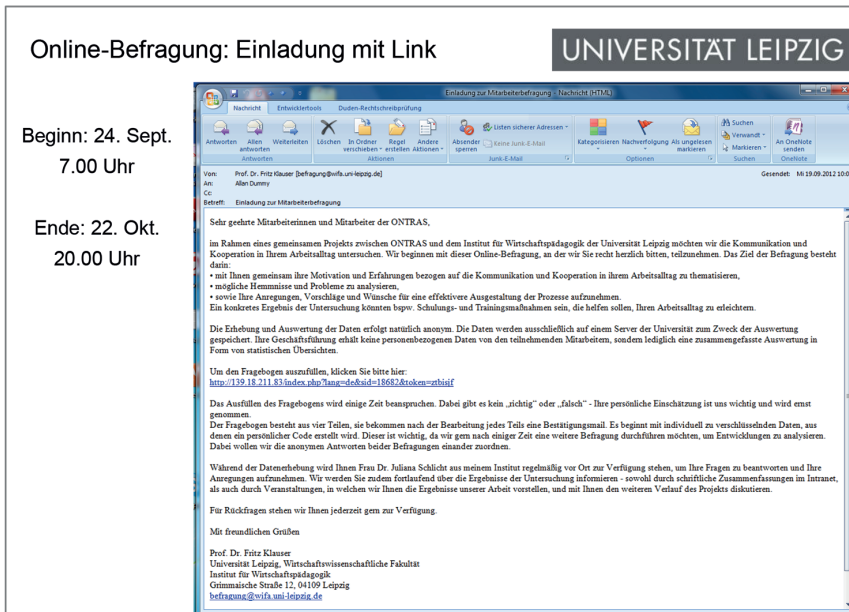 Online-Befragung: Einladung mit Link
UNIVERSITÄT LEIPZIG
Beginn: 24. Sept.
7.00 Uhr
Ende: 22. Okt.
20.00 Uhr
Einladung zur Mitarbeiterbefragung - Nachricht (HTML)
Nachricht Entwicklertools Duden-Rechtschreibprüfung
Antworten Allen antworten Weiterleiten
Antworten
Löschen In Ordner verschieben Regel erstellen Andere Aktionen
Aktionen
Absender sperren Listen sicherer Adressen Keine Junk-E-Mail
Junk-E-Mail
Kategorisieren Nachverfolgung Als ungelesen markieren
Optionen
Suchen Verwandt Markieren
Suchen
An OneNote senden
OneNote
Von: Prof. Dr. Fritz Klauser [befragung@wifa.uni-leipzig.de] Gesendet: Mi 19.09.2012 10:0
An: Allan Dummy
Cc:
Betreff: Einladung zur Mitarbeiterbefragung
Sehr geehrte Mitarbeiterinnen und Mitarbeiter der ONTRAS,
im Rahmen eines gemeinsamen Projekts zwischen ONTRAS und dem Institut für Wirtschaftspädagogik der Universität Leipzig möchten wir die Kommunikation und
Kooperation in Ihrem Arbeitsalltag untersuchen. Wir beginnen mit dieser Online-Befragung, an der wir Sie recht herzlich bitten, teilzunehmen. Das Ziel der Befragung besteht
darin:
• mit Ihnen gemeinsam ihre Motivation und Erfahrungen bezogen auf die Kommunikation und Kooperation in ihrem Arbeitsalltag zu thematisieren,
• mögliche Hemmnisse und Probleme zu analysieren,
• sowie Ihre Anregungen, Vorschläge und Wünsche für eine effektivere Ausgestaltung der Prozesse aufzunehmen.
Ein konkretes Ergebnis der Untersuchung könnten bspw. Schulungs- und Trainingsmaßnahmen sein, die helfen sollen, Ihren Arbeitsalltag zu erleichtern.
Die Erhebung und Auswertung der Daten erfolgt natürlich anonym. Die Daten werden ausschließlich auf einem Server der Universität zum Zweck der Auswertung
gespeichert. Ihre Geschäftsführung erhält keine personenbezogenen Daten von den teilnehmenden Mitarbeitern, sondern lediglich eine zusammengefasste Auswertung in
Form von statistischen Übersichten.
Um den Fragebogen auszufüllen, klicken Sie bitte hier:
http://139.18.211.83/index.php?lang=de&sid=18682&token=ztbisjf
Das Ausfüllen des Fragebogens wird einige Zeit beanspruchen. Dabei gibt es kein „richtig" oder „falsch" - Ihre persönliche Einschätzung ist uns wichtig und wird ernst
genommen.
Der Fragebogen besteht aus vier Teilen, sie bekommen nach der Bearbeitung jedes Teils eine Bestätigungsmail. Es beginnt mit individuell zu verschlüsselnden Daten, aus
denen ein persönlicher Code erstellt wird. Dieser ist wichtig, da wir gern nach einiger Zeit eine weitere Befragung durchführen möchten, um Entwicklungen zu analysieren.
Dabei wollen wir die anonymen Antworten beider Befragungen einander zuordnen.
Während der Datenerhebung wird Ihnen Frau Dr. Juliana Schlicht aus meinem Institut regelmäßig vor Ort zur Verfügung stehen, um Ihre Fragen zu beantworten und Ihre
Anregungen aufzunehmen. Wir werden Sie zudem fortlaufend über die Ergebnisse der Untersuchung informieren - sowohl durch schriftliche Zusammenfassungen im Intranet,
als auch durch Veranstaltungen, in welchen wir Ihnen die Ergebnisse unserer Arbeit vorstellen, und mit Ihnen den weiteren Verlauf des Projekts diskutieren.
Für Rückfragen stehen wir Ihnen jederzeit gern zur Verfügung.
Mit freundlichen Grüßen
Prof. Dr. Fritz Klauser
Universität Leipzig, Wirtschaftswissenschaftliche Fakultät
Institut für Wirtschaftspädagogik
Grimmaische Straße 12, 04109 Leipzig
befragung@wifa.uni-leipzig.de